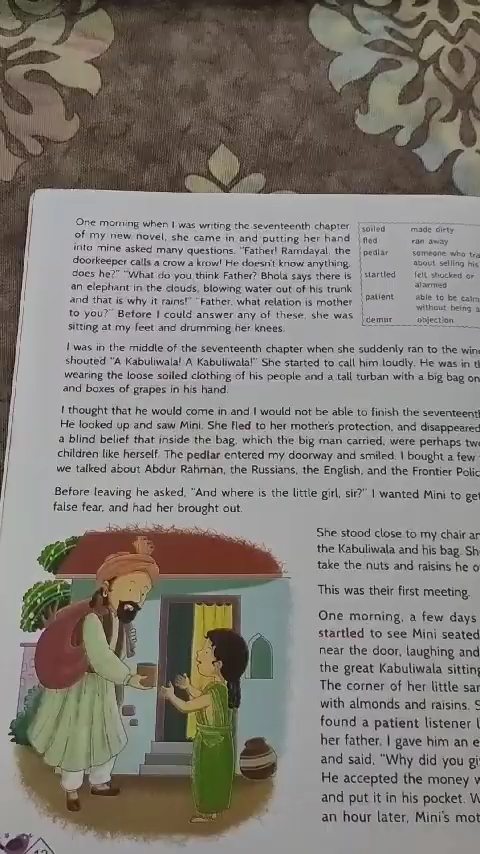 One morning when I was writing the seventeenth chapter
of my new novel, she came in and putting her hand
into mine asked many questions. "Father! Ramdayal, the
doorkeeper calls a crow a krow! He doesn't know anything,
does he?" "What do you think Father? Bhola says there is
an elephant in the clouds, blowing water out of his trunk
and that is why it rains!" "Father, what relation is mother
to you?" Before I could answer any of these, she was
sitting at my feet and drumming her knees.
soiled made dirty
fled ran away
pedlar someone who
about selling his
startled felt shocked or
alarmed
patient able to be calm
without being
demur objection
I was in the middle of the seventeenth chapter when she suddenly ran to the
shouted "A Kabuliwala! A Kabuliwala!" She started to call him loudly. He was in
wearing the loose soiled clothing of his people and a tall turban with a big bag on
and boxes of grapes in his hand.
I thought that he would come in and I would not be able to finish the
He looked up and saw Mini. She fled to her mother's protection, and disappeared
a blind belief that inside the bag, which the big man carried, were perhaps
children like herself. The pedlar entered my doorway and smiled. I bought a few
we talked about Abdur Rahman, the Russians, the English, and the Frontier
Before leaving he asked, "And where is the little girl, sir?" I wanted Mini to
false fear, and had her brought out.
She stood close to my chair
the Kabuliwala and his bag.
take the nuts and raisins he
This was their first meeting.
One morning, a few days
startled to see Mini seated
near the door, laughing and
the great Kabuliwala sitting
The corner of her little
with almonds and raisins.
found a patient listener
her father. I gave him an
and said, "Why did you
He accepted the money
and put it in his pocket.
an hour later, Mini's